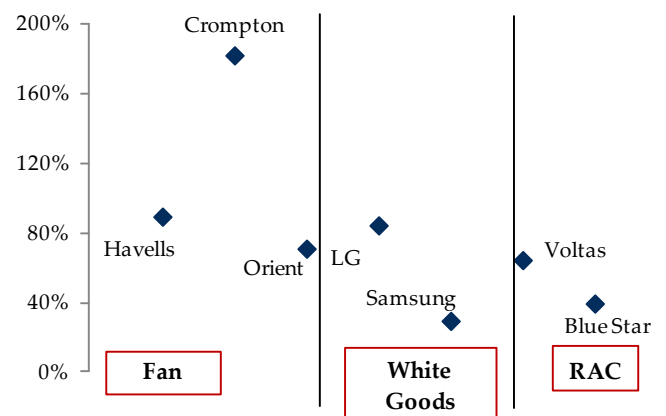 200%
Crompton
160%
120%
80%
Havells
Orient
LG
Voltas
Samsung
40%
Blue Star
0%
Fan
White
Goods
RAC